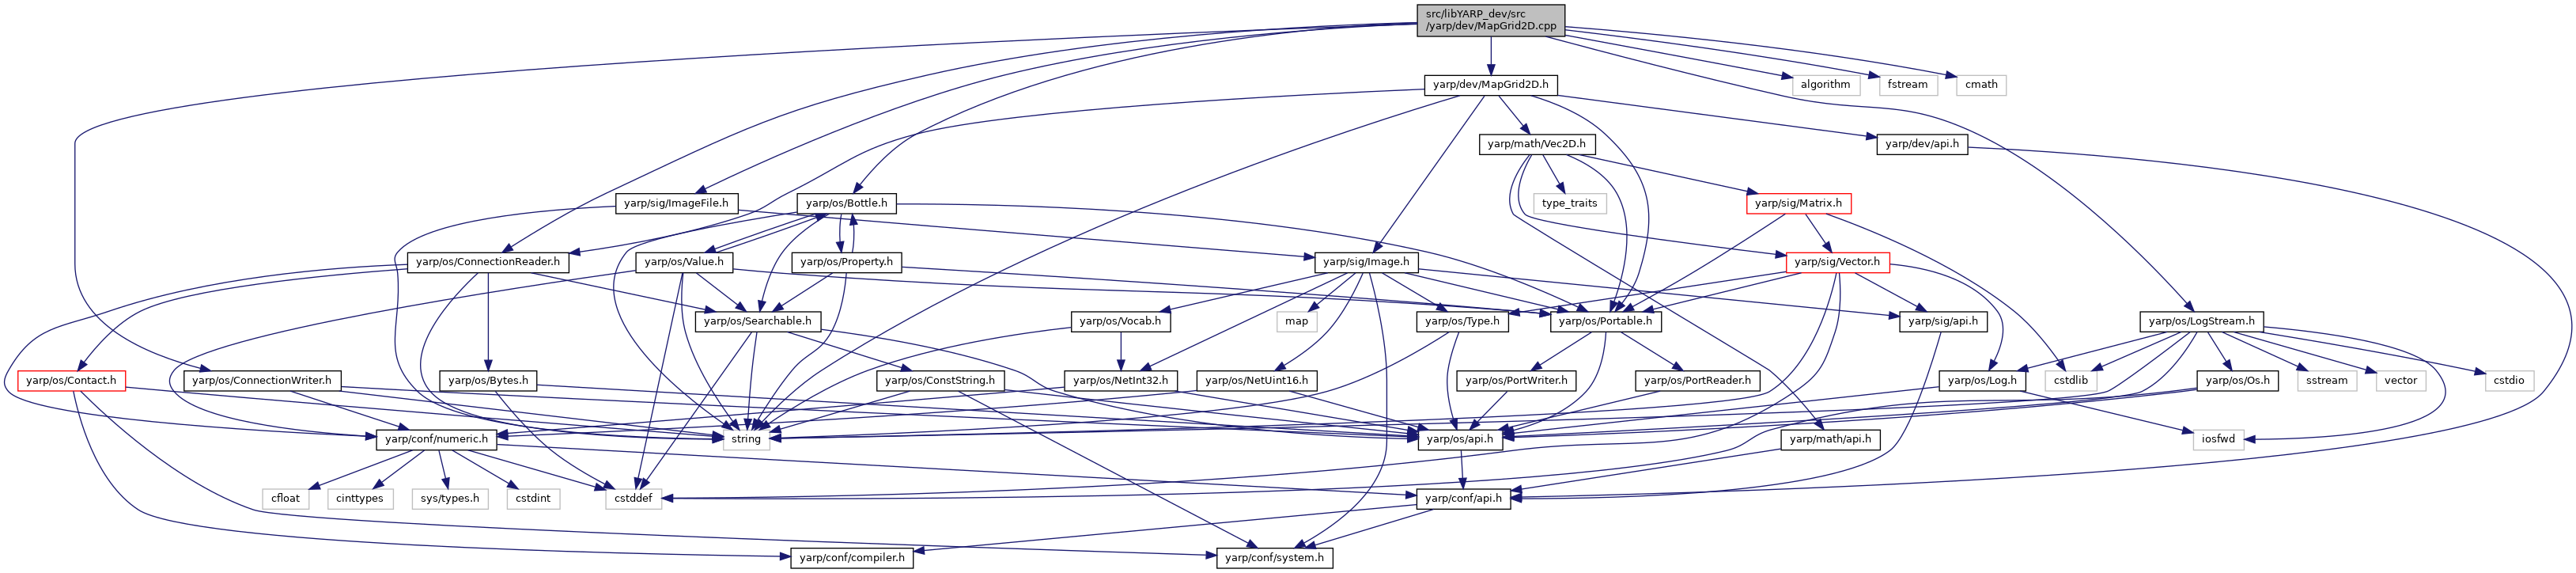 src/libYARP_dev/src
/yarp/dev/MapGrid2D.cpp
yarp/dev/MapGrid2D.h
algorithm
fstream
cmath
yarp/math/Vec2D.h
yarp/dev/api.h
yarp/sig/ImageFile.h
yarp/os/Bottle.h
type_traits
yarp/sig/Matrix.h
yarp/os/ConnectionReader.h
yarp/os/Value.h
yarp/os/Property.h
yarp/sig/Image.h
yarp/sig/Vector.h
yarp/os/Searchable.h
yarp/os/Vocab.h
map
yarp/os/Type.h
yarp/os/Portable.h
yarp/sig/api.h
yarp/os/LogStream.h
yarp/os/Contact.h
yarp/os/ConnectionWriter.h
yarp/os/Bytes.h
yarp/os/ConstString.h
yarp/os/NetInt32.h
yarp/os/NetUint16.h
yarp/os/PortWriter.h
yarp/os/PortReader.h
yarp/os/Log.h
cstdlib
yarp/os/Os.h
sstream
vector
cstdio
yarp/conf/numeric.h
string
yarp/os/api.h
yarp/math/api.h
iosfwd
cfloat
cinttypes
sys/types.h
cstdint
cstddef
yarp/conf/api.h
yarp/conf/compiler.h
yarp/conf/system.h